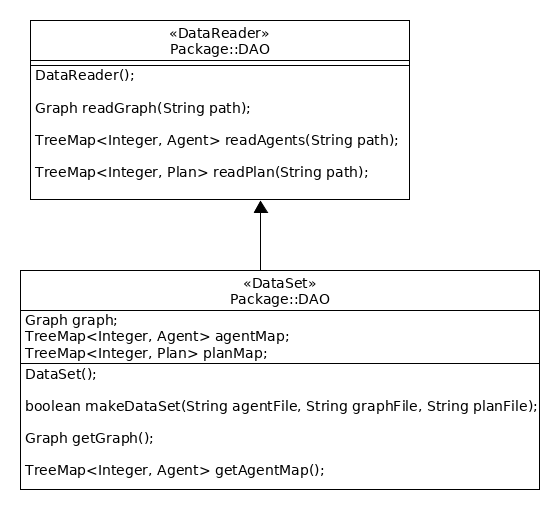 «DataReader»
Package::DAO
DataReader();
Graph readGraph(String path);
TreeMap<Integer, Agent> readAgents(String path);
TreeMap<Integer, Plan> readPlan(String path);
«DataSet»
Package::DAO
Graph graph;
TreeMap<Integer, Agent> agentMap;
TreeMap<Integer, Plan> planMap;
DataSet();
boolean makeDataSet(String agentFile, String graphFile, String planFile);
Graph getGraph();
TreeMap<Integer, Agent> getAgentMap();